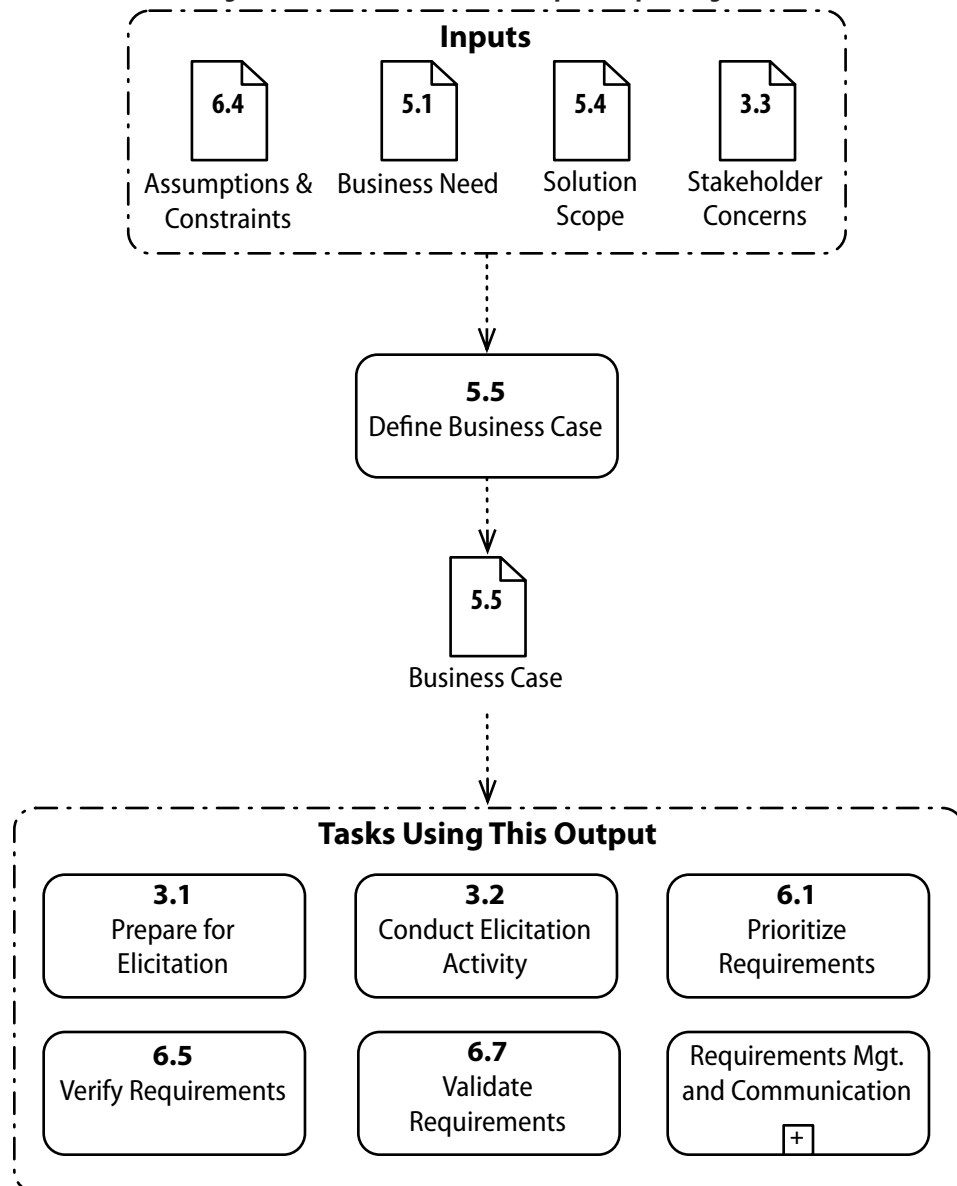 Inputs
6.4
5.1
5.4
3.3
Assumptions &
Constraints
Business Need
Solution
Scope
Stakeholder
Concerns
5.5
Define Business Case
5.5
Business Case
Tasks Using This Output
3.1
Prepare for
Elicitation
3.2
Conduct Elicitation
Activity
6.1
Prioritize
Requirements
6.5
Verify Requirements
6.7
Validate
Requirements
Requirements Mgt.
and Communication
+